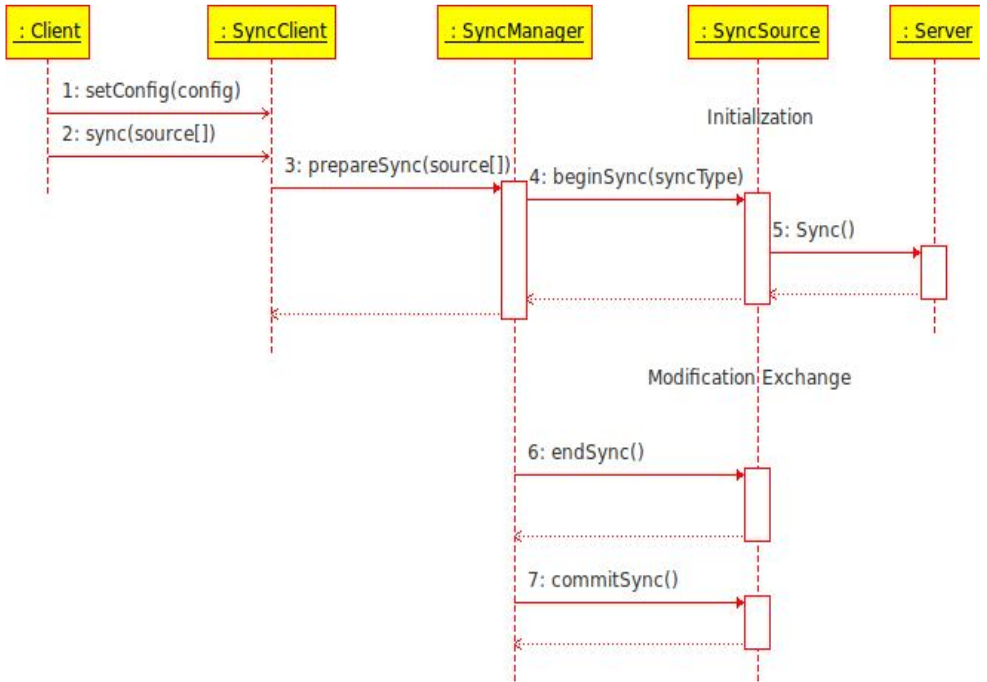 : Client
: SyncClient
: SyncManager
: SyncSource
: Server
1: setConfig(config)
Initialization
2: sync(source[])
3: prepareSync(source[])
4: beginSync(syncType)
5: Sync()
Modification Exchange
6: endSync()
7: commitSync()